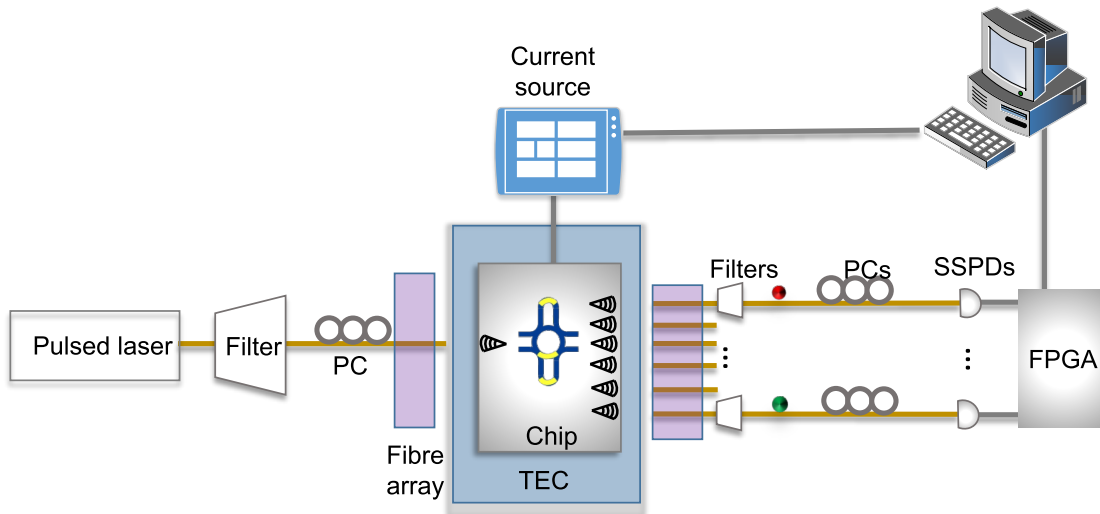 Current
source
Pulsed laser
Filter
PC
Fibre
array
Chip
TEC
Filters
PCs
SSPDs
FPGA